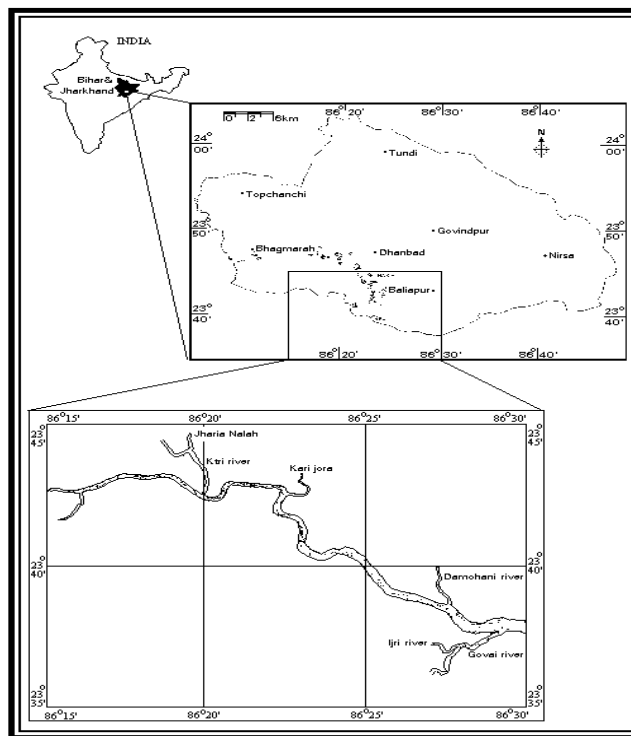 INDIA
Bihar&
Jharkhand
0 2 6km
86°20' 86°30' 86°40'
N
24°00' 24°00'
Tundi
Topchanchi
Govindpur
23°50' 23°50'
Bhagmarah
Dhanbad
Nirsa
Baliapur
23°40' 23°40'
86°20' 86°30' 86°40'
86°15' 86°20' 86°25' 86°30'
23°45' 23°45'
Jharia Nalah
Ktri river
Kari jora
23°40' 23°40'
Damohani river
Ijri river
Govai river
23°35' 23°35'
86°15' 86°20' 86°25' 86°30'